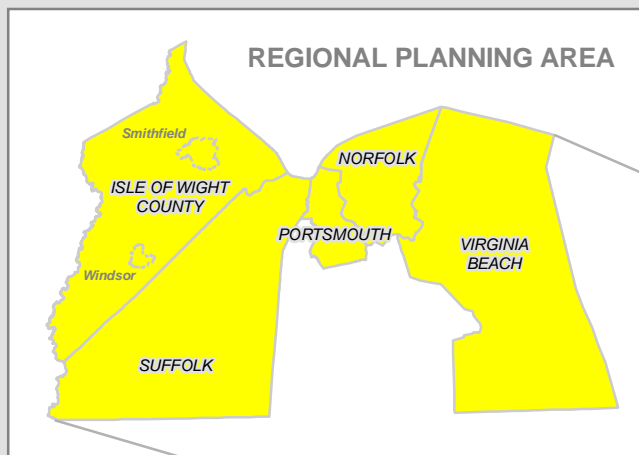 REGIONAL PLANNING AREA
Smithfield
NORFOLK
ISLE OF WIGHT
COUNTY
PORTSMOUTH
VIRGINIA
BEACH
Windsor
SUFFOLK